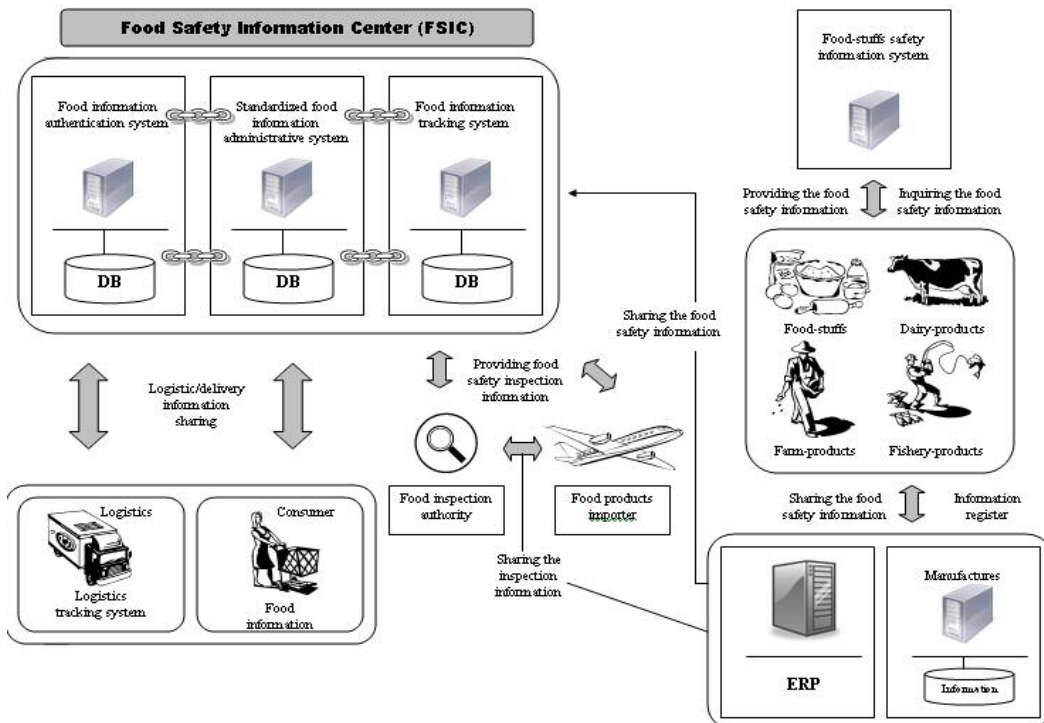 Food Safety Information Center (FSIC)
Food information
authentication system
Standardized food
information
administrative system
Food information
tracking system
DB
DB
DB
Food-stuffs safety
information system
Providing the food
safety information
Inquiring the food
safety information
Food-stuffs
Dairy-products
Farm-products
Fishery-products
Sharing the food
safety information
Logistic/delivery
information
sharing
Providing food
safety inspection
information
Food inspection
authority
Food products
importer
Sharing the
inspection
information
Logistics
Logistics
tracking system
Consumer
Food
information
Sharing the food
safety information
Information
register
ERP
Manufactures
Information